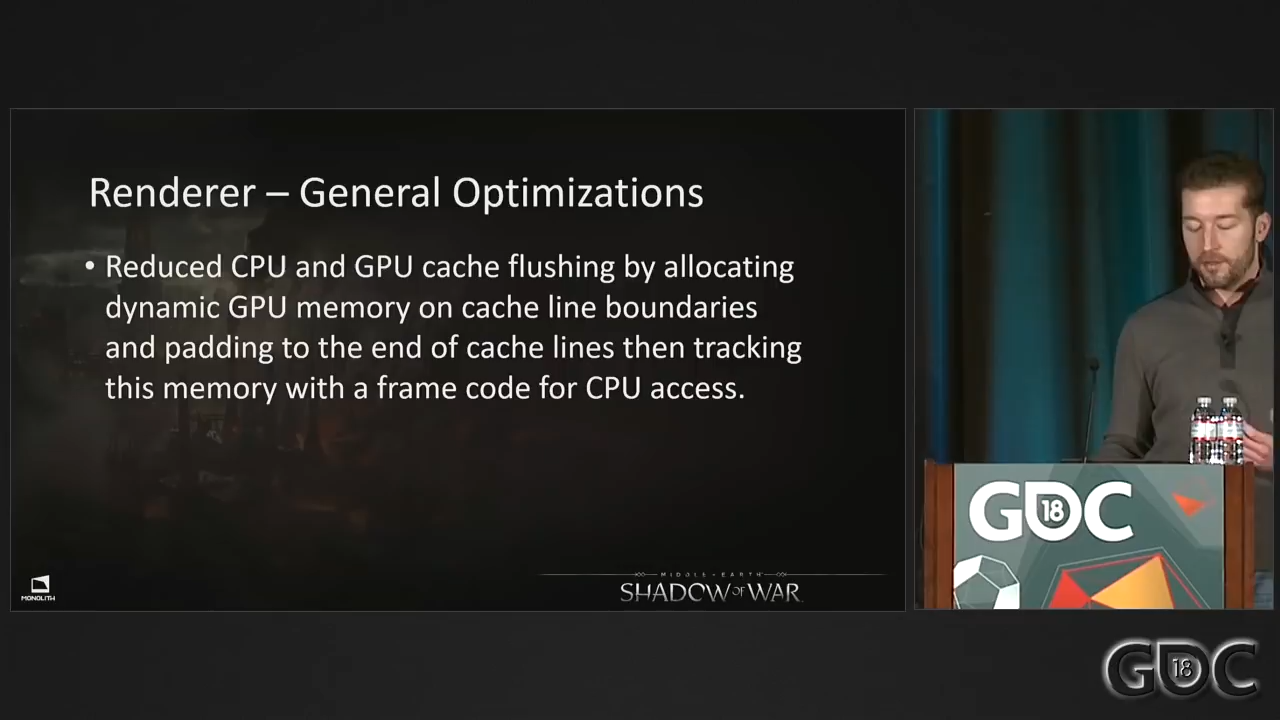 Renderer – General Optimizations
• Reduced CPU and GPU cache flushing by allocating
dynamic GPU memory on cache line boundaries
and padding to the end of cache lines then tracking
this memory with a frame code for CPU access.
MONOLITH
MIDDLE-EARTH
SHADOW OF WAR
GDC 18
GDC 18